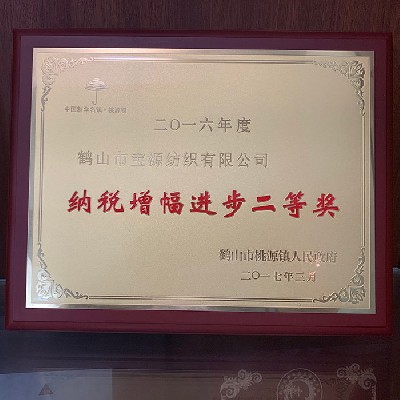 二〇一六年度
鹤山市宝源纺织有限公司
纳税增幅进步二等奖
鹤山市桃源镇人民政府
二〇一七年三月